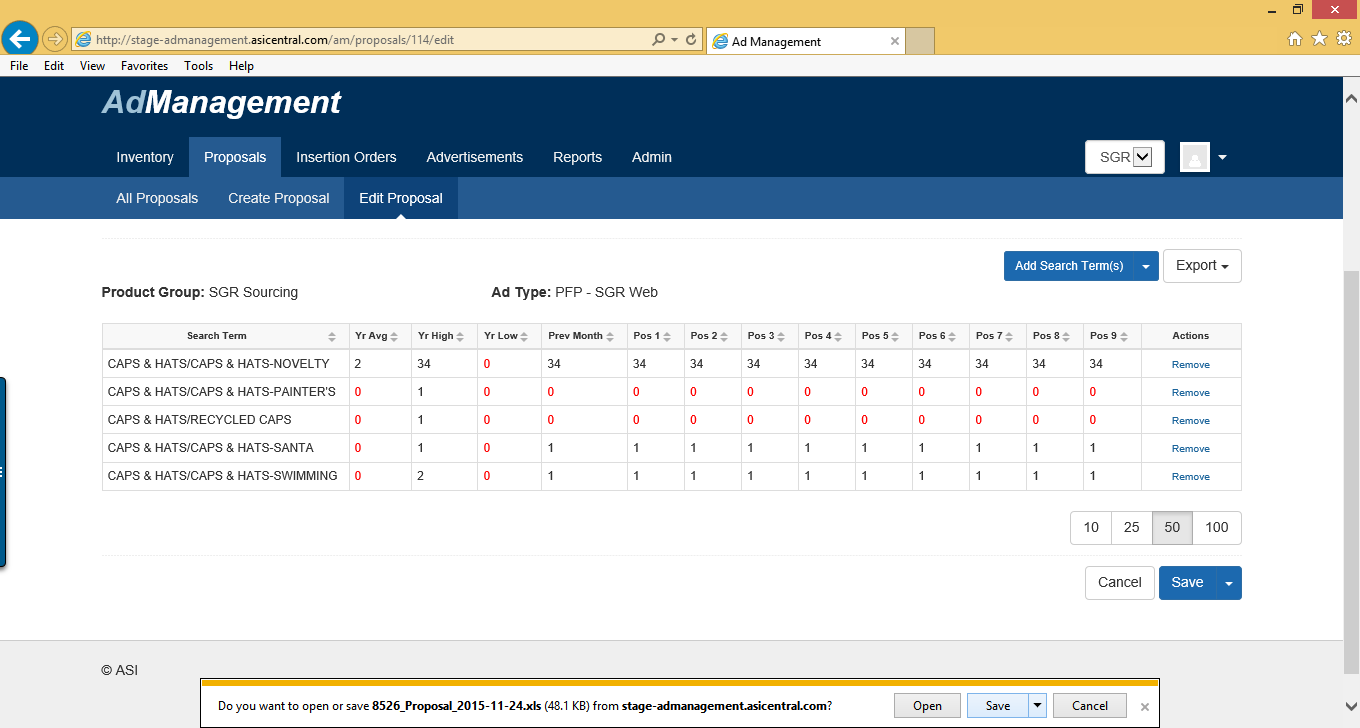 http://stage-admanagement.asicentral.com/am/proposals/114/edit
Ad Management
File Edit View Favorites Tools Help
AdManagement
Inventory Proposals Insertion Orders Advertisements Reports Admin SGR
All Proposals Create Proposal Edit Proposal
Add Search Term(s) Export
Product Group: SGR Sourcing Ad Type: PFP - SGR Web
Search Term Yr Avg Yr High Yr Low Prev Month Pos 1 Pos 2 Pos 3 Pos 4 Pos 5 Pos 6 Pos 7 Pos 8 Pos 9 Actions
CAPS & HATS/CAPS & HATS-NOVELTY 2 34 0 34 34 34 34 34 34 34 34 34 34 Remove
CAPS & HATS/CAPS & HATS-PAINTER'S 0 1 0 0 0 0 0 0 0 0 0 0 0 Remove
CAPS & HATS/RECYCLED CAPS 0 1 0 0 0 0 0 0 0 0 0 0 0 Remove
CAPS & HATS/CAPS & HATS-SANTA 0 1 0 1 1 1 1 1 1 1 1 1 1 Remove
CAPS & HATS/CAPS & HATS-SWIMMING 0 2 0 1 1 1 1 1 1 1 1 1 1 Remove
10 25 50 100
Cancel Save
© ASI
Do you want to open or save 8526_Proposal_2015-11-24.xls (48.1 KB) from stage-admanagement.asicentral.com? Open Save Cancel